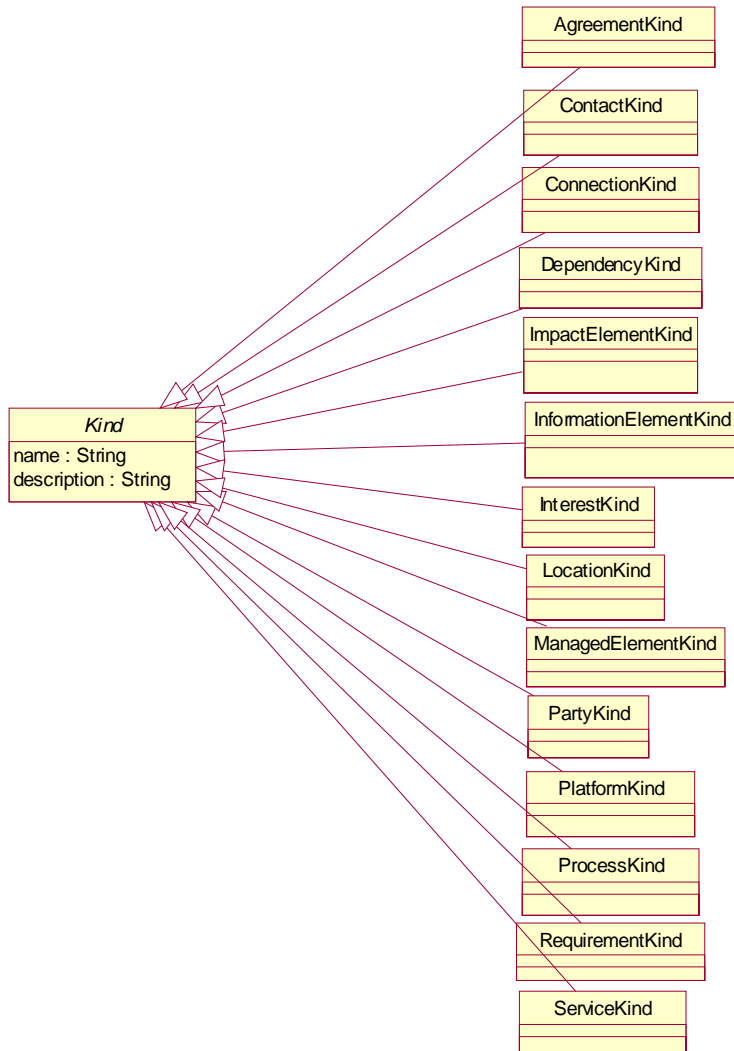 AgreementKind
ContactKind
ConnectionKind
DependencyKind
ImpactElementKind
Kind
name : String
description : String
InformationElementKind
InterestKind
LocationKind
ManagedElementKind
PartyKind
PlatformKind
ProcessKind
RequirementKind
ServiceKind